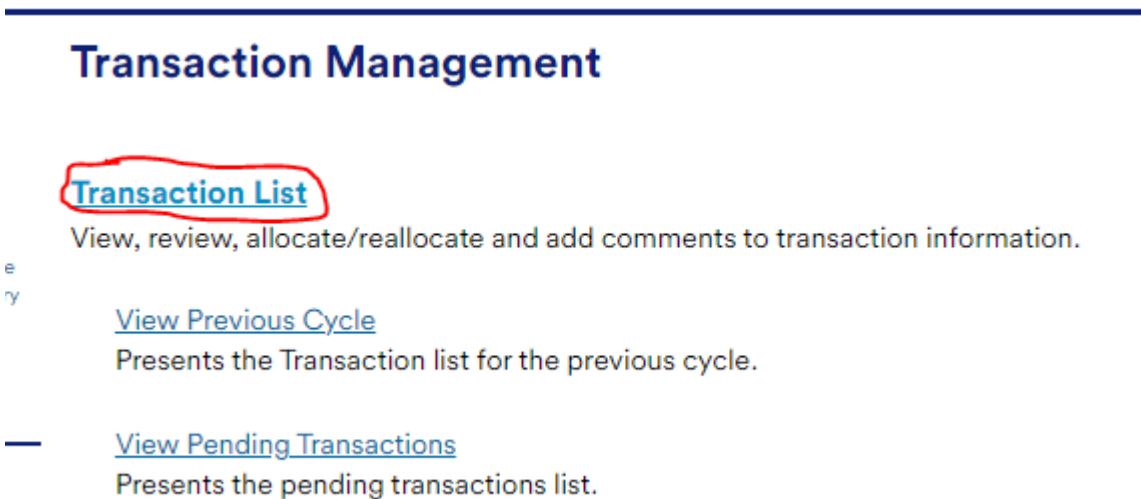 Transaction Management
Transaction List
View, review, allocate/reallocate and add comments to transaction information.
e
ry
View Previous Cycle
Presents the Transaction list for the previous cycle.
View Pending Transactions
Presents the pending transactions list.